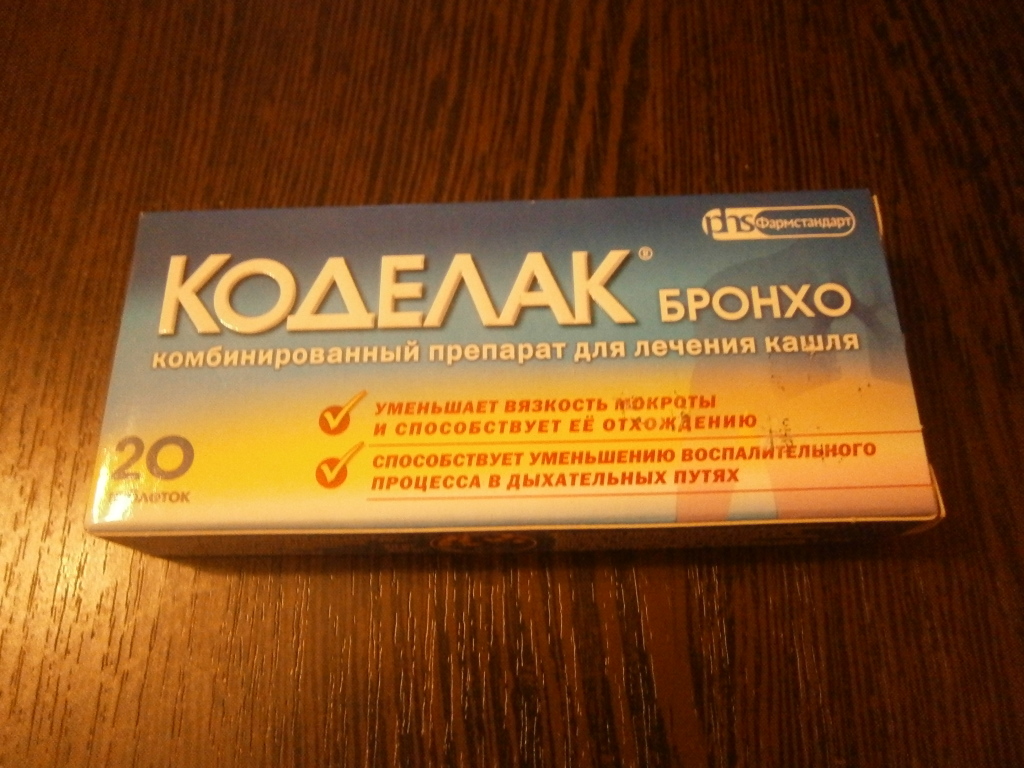 phs Фармстандарт
КОДЕЛАК® БРОНХО
комбинированный препарат для лечения кашля
УМЕНЬШАЕТ ВЯЗКОСТЬ МОКРОТЫ
И СПОСОБСТВУЕТ ЕЁ ОТХОЖДЕНИЮ
СПОСОБСТВУЕТ УМЕНЬШЕНИЮ ВОСПАЛИТЕЛЬНОГО
ПРОЦЕССА В ДЫХАТЕЛЬНЫХ ПУТЯХ
20
таблеток